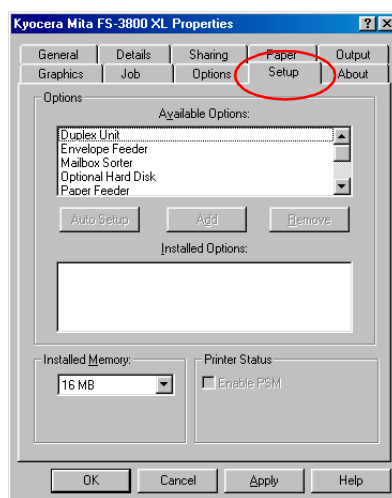 Kyocera Mita FS-3800 XL Properties
General Details Sharing Paper Output
Graphics Job Options Setup About
Options
Available Options:
Duplex Unit
Envelope Feeder
Mailbox Sorter
Optional Hard Disk
Paper Feeder
Auto Setup Add Remove
Installed Options:
Installed Memory: Printer Status
16 MB Enable PSM
OK Cancel Apply Help